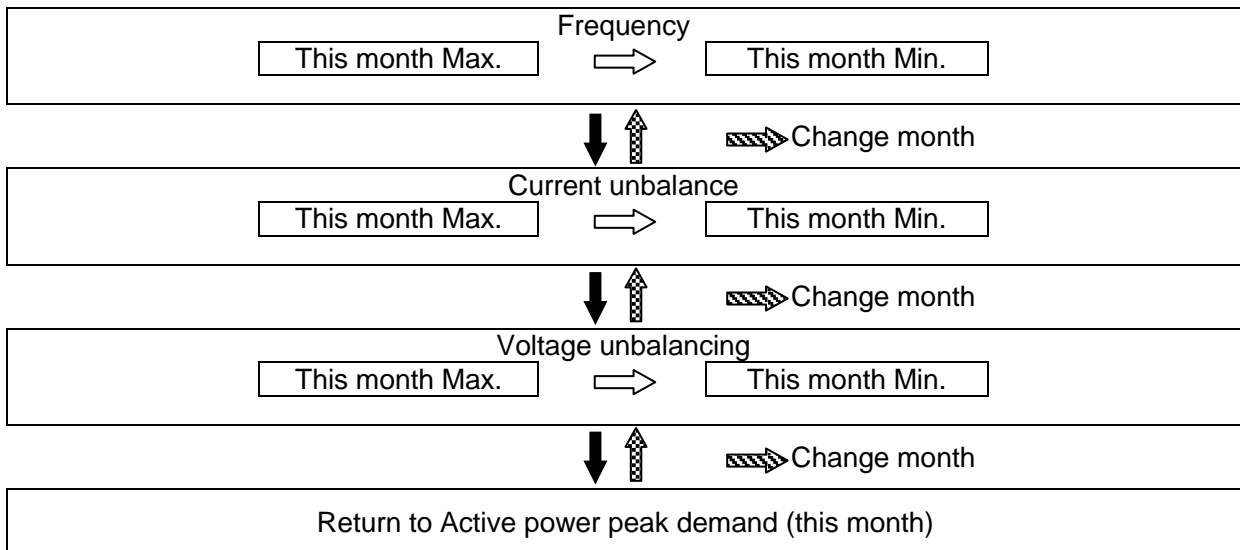 Frequency
This month Max. This month Min.
Change month
Current unbalance
This month Max. This month Min.
Change month
Voltage unbalancing
This month Max. This month Min.
Change month
Return to Active power peak demand (this month)